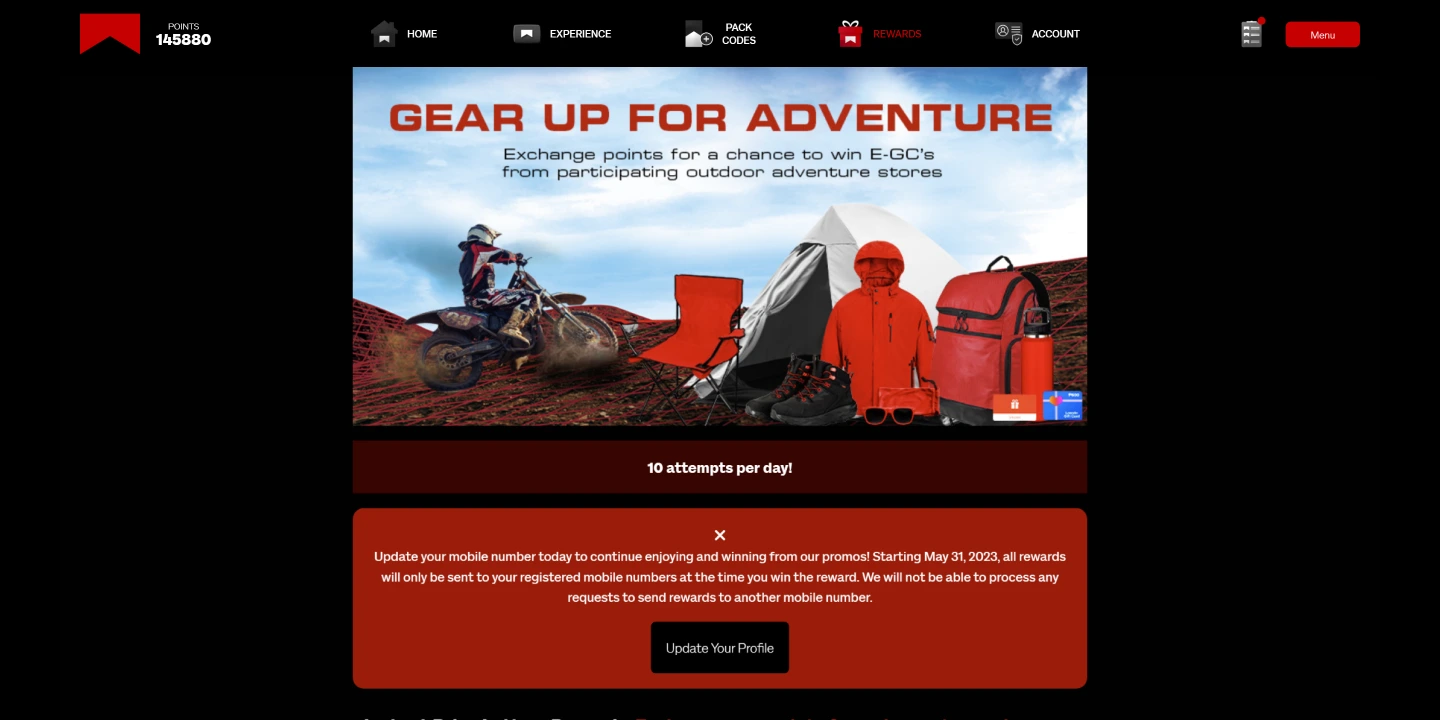 POINTS
145880
HOME
EXPERIENCE
PACK
CODES
REWARDS
ACCOUNT
Menu
GEAR UP FOR ADVENTURE
Exchange points for a chance to win E-GC's
from participating outdoor adventure stores
10 attempts per day!
Update your mobile number today to continue enjoying and winning from our promos! Starting May 31, 2023, all rewards
will only be sent to your registered mobile numbers at the time you win the reward. We will not be able to process any
requests to send rewards to another mobile number.
Update Your Profile